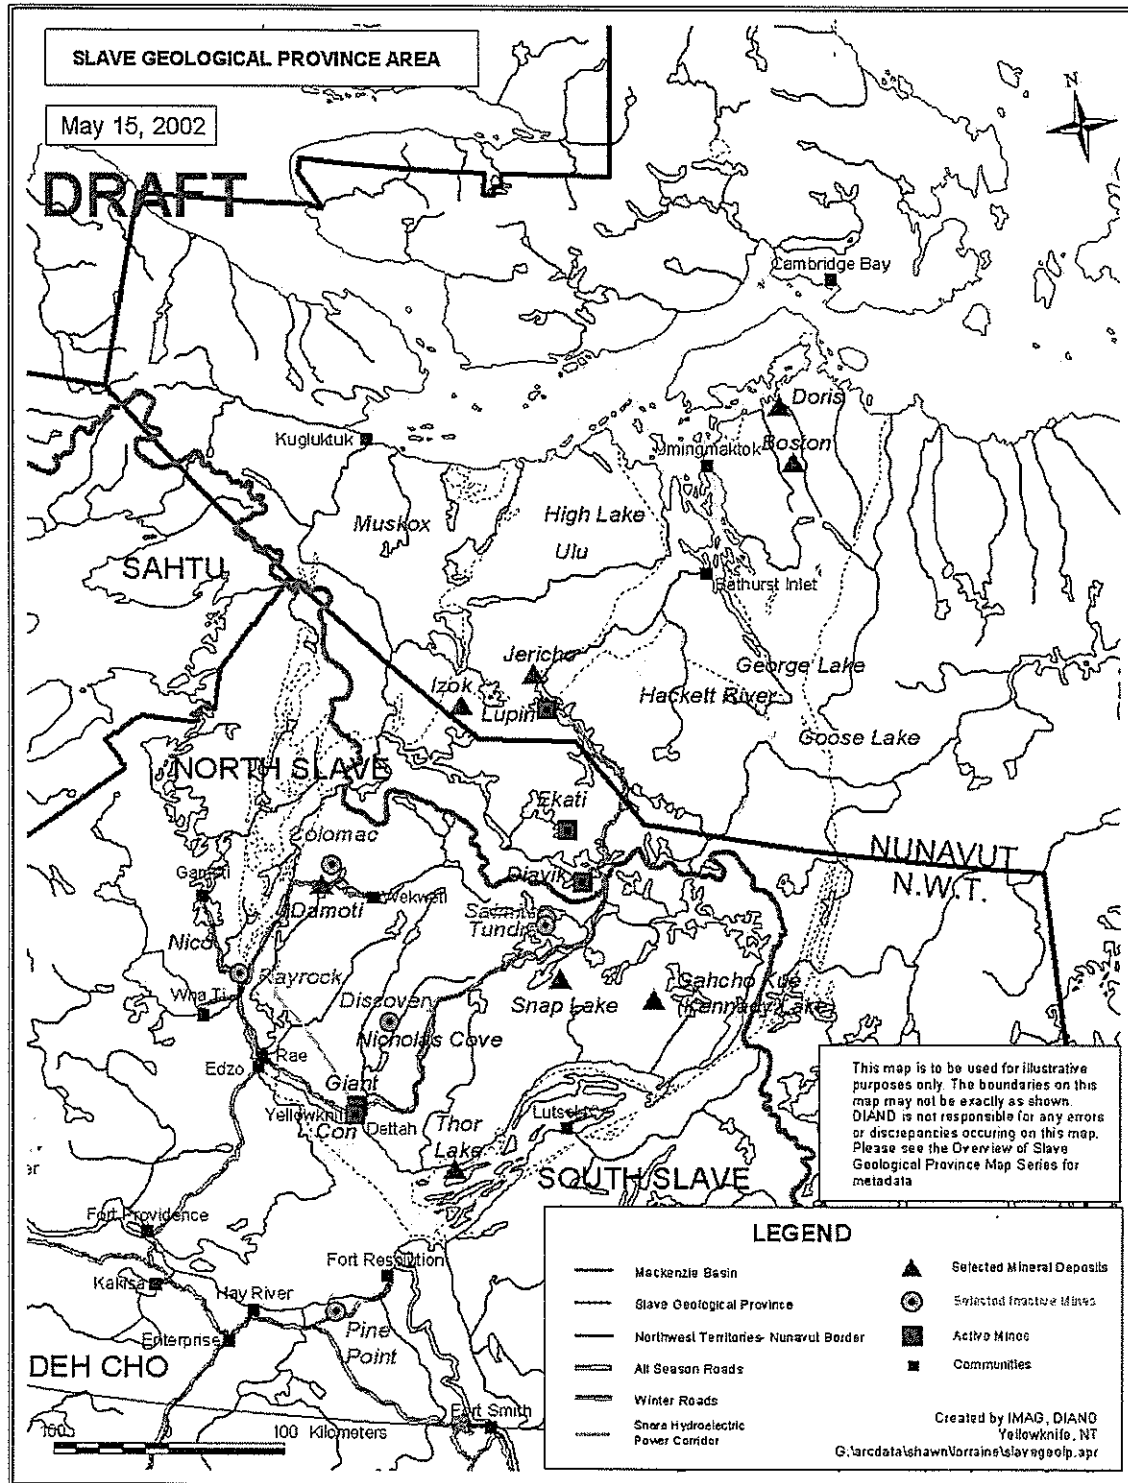 SLAVE GEOLOGICAL PROVINCE AREA
N
May 15, 2002
DRAFT
Cambridge Bay
Doris
Kugluktuk
Umingmaktok
Boston
Muskox
High Lake
Ulu
SAHTU
Bathurst Inlet
Jericho
George Lake
Izok
Hackett River
Lupin
Goose Lake
NORTH SLAVE
Ekati
Colomac
NUNAVUT
Gameti
Diavik
N.W.T.
Damoti
Wekweti
Salmita
Tundra
Nico
Rayrock
Gahcho Kue
Wha Ti
Discovery
Snap Lake
(Kennady Lake)
Nicholas Cove
Rae
Edzo
Giant
Yellowknife
Con
Dettah
Thor
Lake
Lutselk'e
This map is to be used for illustrative
purposes only. The boundaries on this
map may not be exactly as shown.
DIAND is not responsible for any errors
or discrepancies occuring on this map.
Please see the Overview of Slave
Geological Province Map Series for
metadata
er
SOUTH SLAVE
Fort Providence
Fort Resolution
Kakisa
Hay River
Enterprise
Pine
Point
DEH CHO
Fort Smith
100 0 100 Kilometers
LEGEND
Mackenzie Basin
Slave Geological Province
Northwest Territories- Nunavut Border
All Season Roads
Winter Roads
Snare Hydroelectric
Power Corridor
Selected Mineral Deposits
Selected Inactive Mines
Active Mines
Communities
Created by IMAG, DIAND
Yellowknife, NT
G:\arcdata\shawn\lorraine\slavegeolp.apr